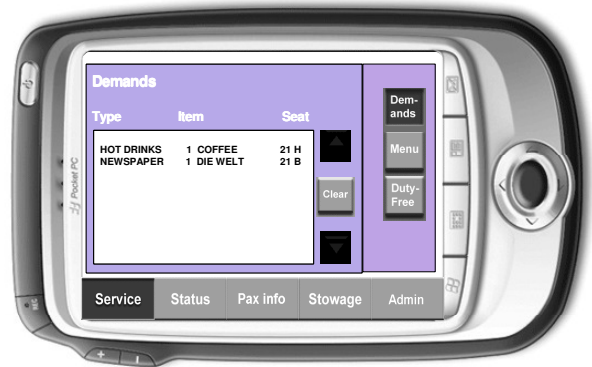 Demands
Type Item Seat
HOT DRINKS 1 COFFEE 21 H
NEWSPAPER 1 DIE WELT 21 B
Clear
Dem-
ands
Menu
Duty-
Free
Service Status Pax info Stowage Admin
Pocket PC
REC